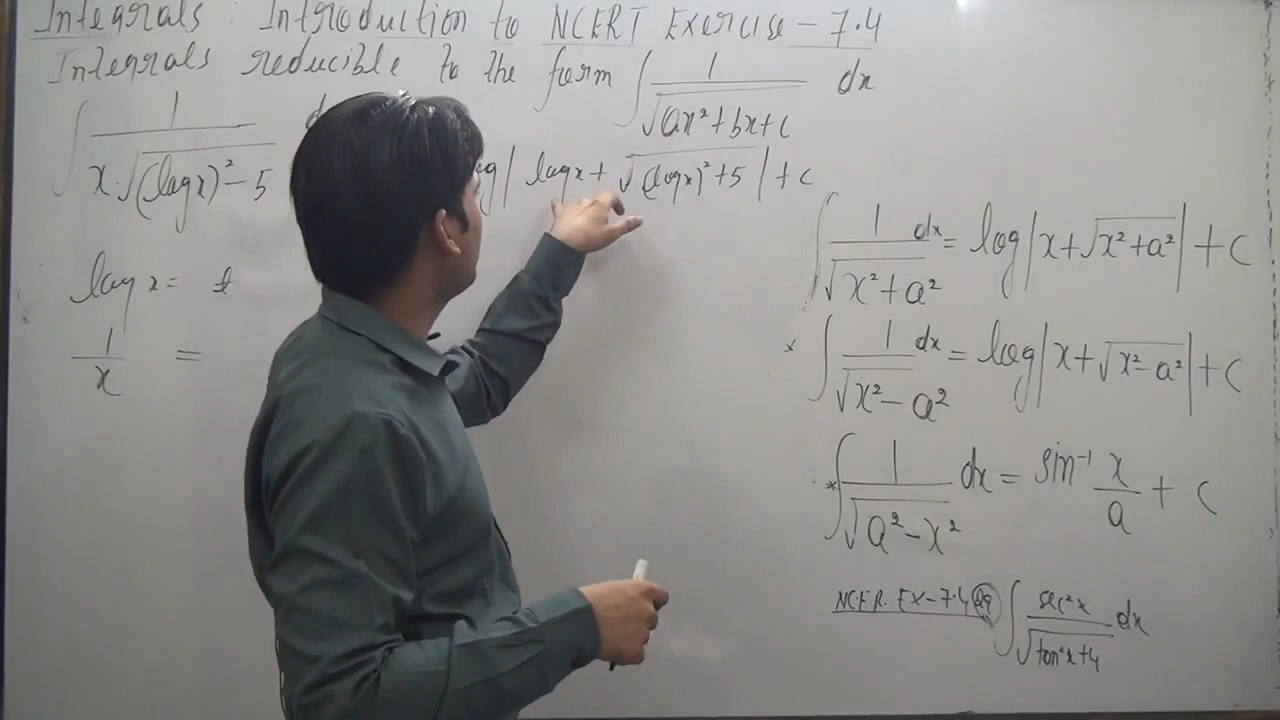 Integrals : Introduction to NCERT Exercise - 7.4
Integrals reducible to the form ∫ 1/√(ax² + bx + c) dx
∫ 1/(x.√((log x)² - 5)) d
og| log x + √((log x)² + 5) | + c
log x = t
1/x =
∫ 1/√(x² + a²) dx = log|x + √(x² + a²)| + C
* ∫ 1/√(x² - a²) dx = log|x + √(x² - a²)| + C
* ∫ 1/√(a² - x²) dx = sin⁻¹ x/a + C
NCER. EX - 7.4 ∫ sec²x/√(tan²x + 4) dx